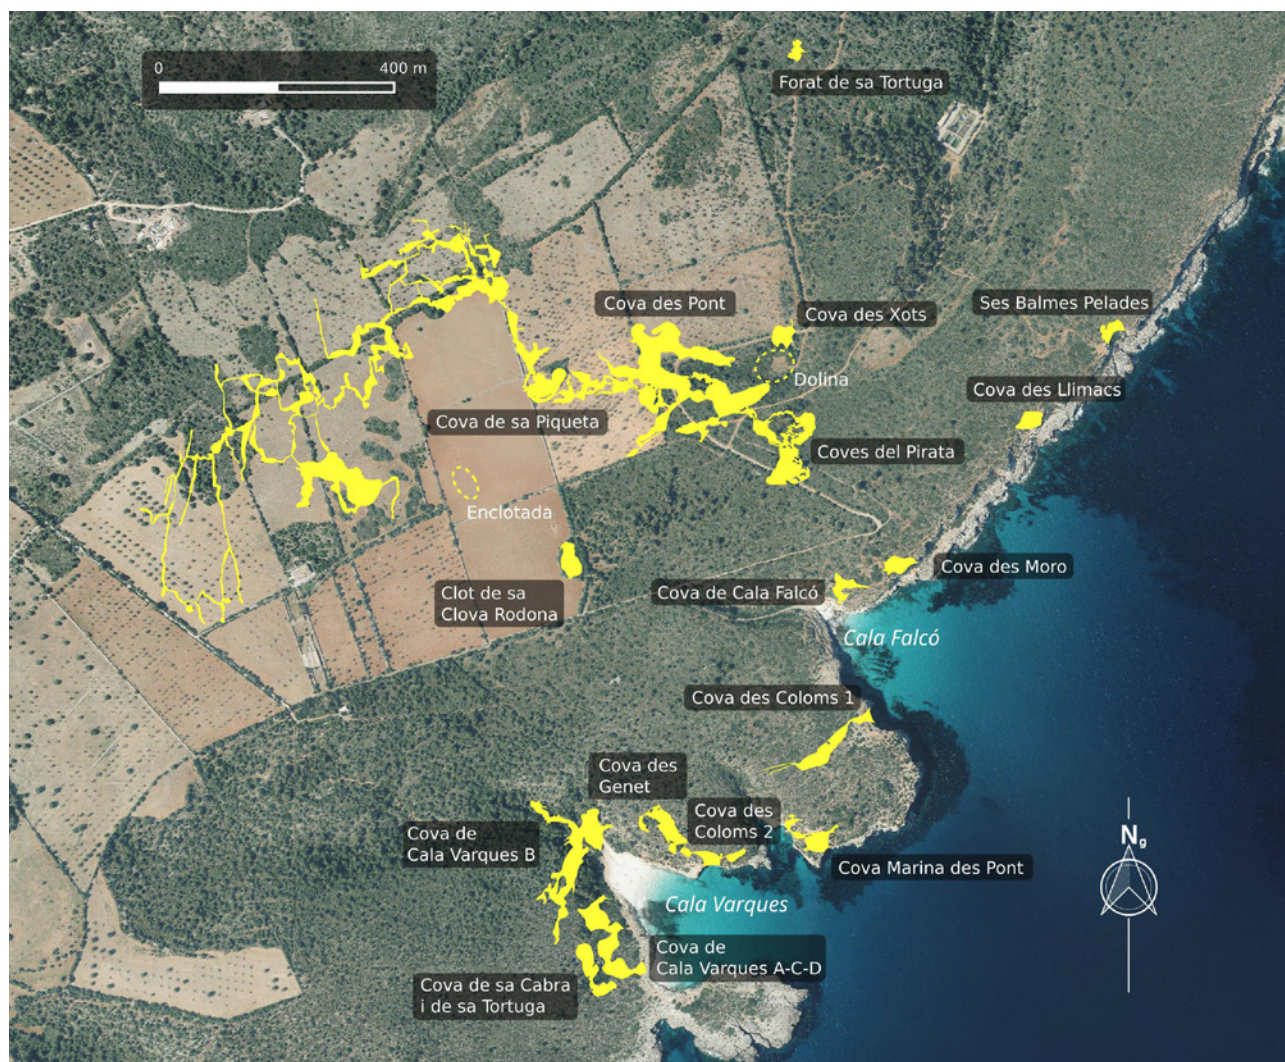 0 400 m
Forat de sa Tortuga
Cova des Pont
Cova des Xots
Ses Balmes Pelades
Dolina
Cova des Llimacs
Cova de sa Piqueta
Coves del Pirata
Enclotada
Cova des Moro
Clot de sa
Clova Rodona
Cova de Cala Falcó
Cala Falcó
Cova des Coloms 1
Cova des
Genet
Cova des
Coloms 2
Cova de
Cala Varques B
Cova Marina des Pont
Ng
Cala Varques
Cova de
Cala Varques A-C-D
Cova de sa Cabra
i de sa Tortuga